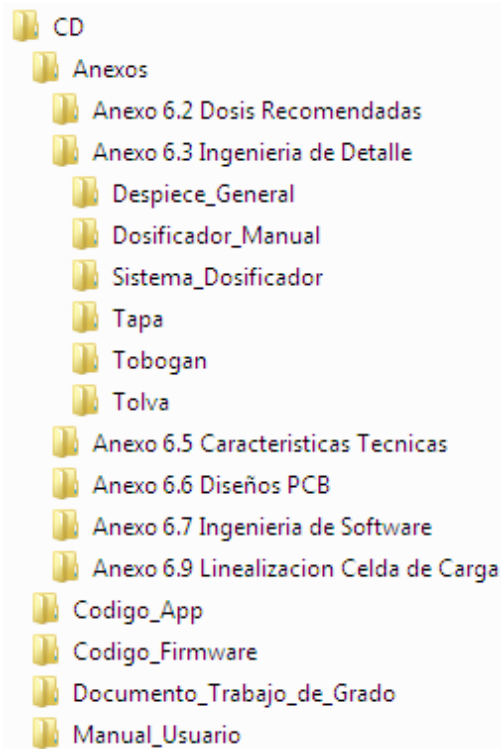 CD
Anexos
Anexo 6.2 Dosis Recomendadas
Anexo 6.3 Ingenieria de Detalle
Despiece_General
Dosificador_Manual
Sistema_Dosificador
Tapa
Tobogan
Tolva
Anexo 6.5 Caracteristicas Tecnicas
Anexo 6.6 Diseños PCB
Anexo 6.7 Ingenieria de Software
Anexo 6.9 Linealizacion Celda de Carga
Codigo_App
Codigo_Firmware
Documento_Trabajo_de_Grado
Manual_Usuario